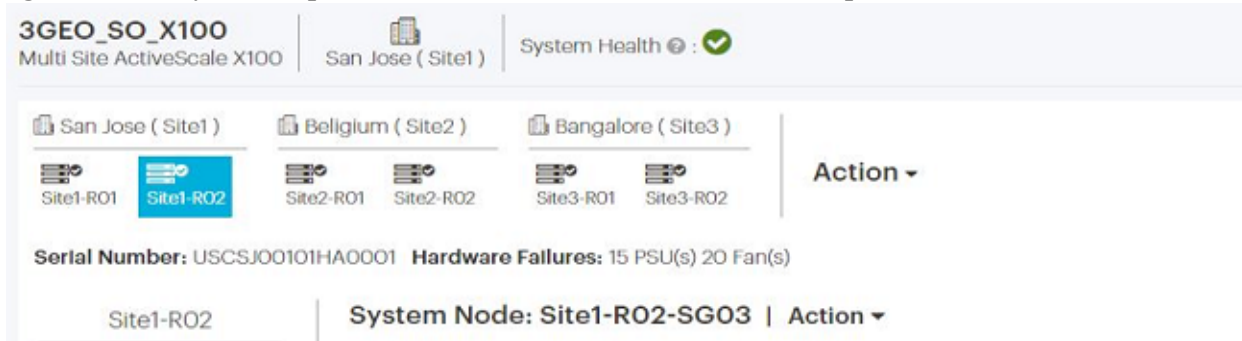 3GEO_SO_X100
Multi Site ActiveScale X100
San Jose ( Site1 )
System Health ? :
San Jose ( Site1 )
Beligium ( Site2 )
Bangalore ( Site3 )
Site1-R01
Site1-R02
Site2-R01
Site2-R02
Site3-R01
Site3-R02
Action
Serial Number: USCSJ00101HA0001 Hardware Failures: 15 PSU(s) 20 Fan(s)
Site1-R02
System Node: Site1-R02-SG03 | Action